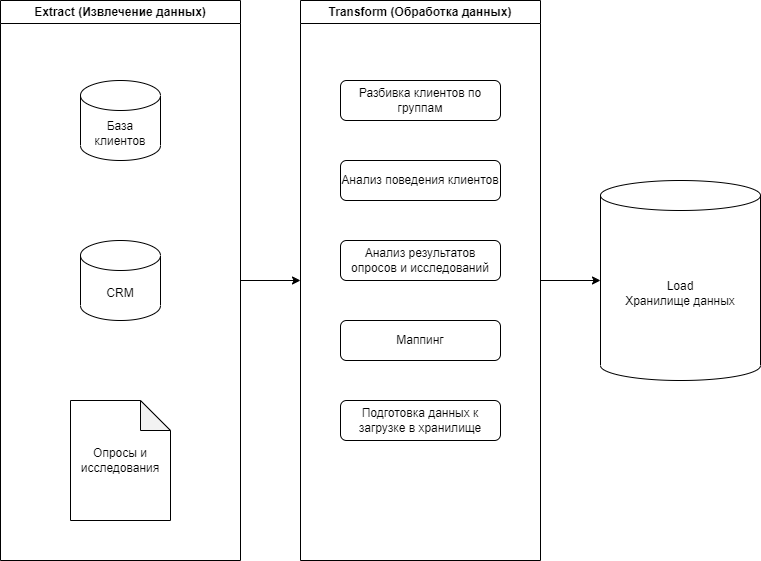 Extract (Извлечение данных)
База
клиентов
CRM
Опросы и
исследования
Transform (Обработка данных)
Разбивка клиентов по
группам
Анализ поведения клиентов
Анализ результатов
опросов и исследований
Маппинг
Подготовка данных к
загрузке в хранилище
Load
Хранилище данных